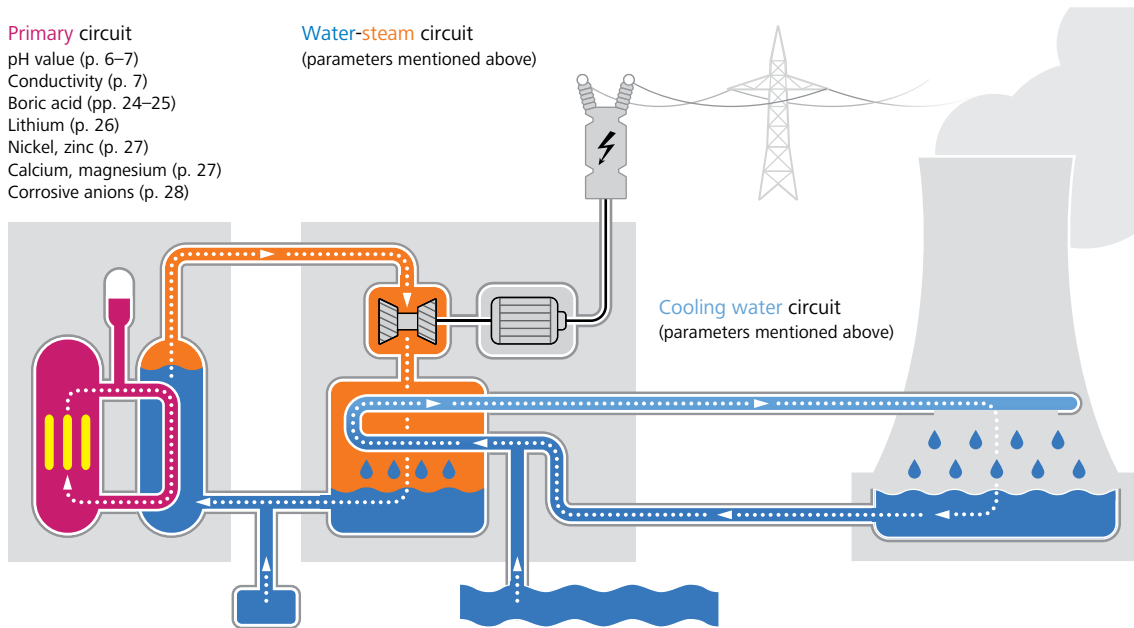 Primary circuit
pH value (p. 6–7)
Conductivity (p. 7)
Boric acid (pp. 24–25)
Lithium (p. 26)
Nickel, zinc (p. 27)
Calcium, magnesium (p. 27)
Corrosive anions (p. 28)
Water-steam circuit
(parameters mentioned above)
Cooling water circuit
(parameters mentioned above)